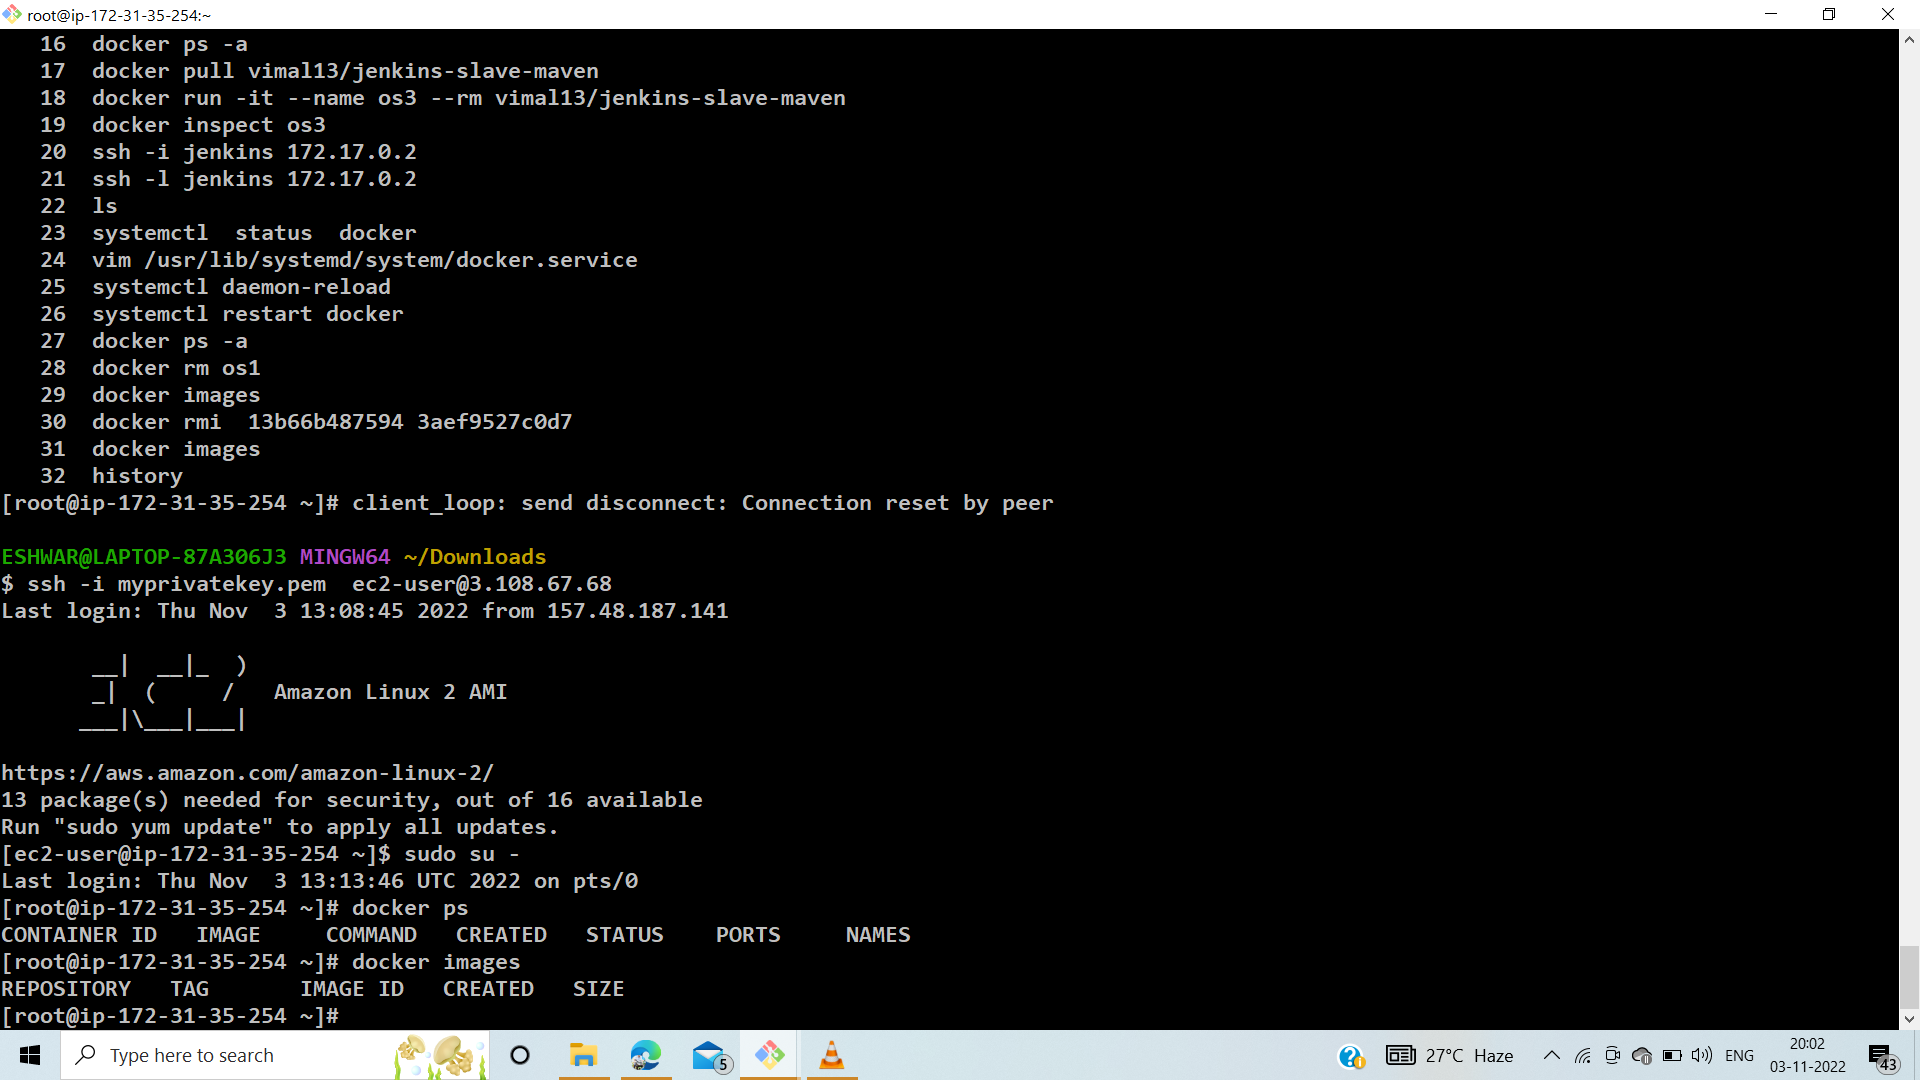 root@ip-172-31-35-254:~
16  docker ps -a
17  docker pull vimal13/jenkins-slave-maven
18  docker run -it --name os3 --rm vimal13/jenkins-slave-maven
19  docker inspect os3
20  ssh -i jenkins 172.17.0.2
21  ssh -l jenkins 172.17.0.2
22  ls
23  systemctl  status  docker
24  vim /usr/lib/systemd/system/docker.service
25  systemctl daemon-reload
26  systemctl restart docker
27  docker ps -a
28  docker rm os1
29  docker images
30  docker rmi  13b66b487594 3aef9527c0d7
31  docker images
32  history
[root@ip-172-31-35-254 ~]# client_loop: send disconnect: Connection reset by peer
ESHWAR@LAPTOP-87A306J3 MINGW64 ~/Downloads
$ ssh -i myprivatekey.pem  ec2-user@3.108.67.68
Last login: Thu Nov  3 13:08:45 2022 from 157.48.187.141
       __|  __|_  )
       _|  (     /   Amazon Linux 2 AMI
      ___|\___|___|
https://aws.amazon.com/amazon-linux-2/
13 package(s) needed for security, out of 16 available
Run "sudo yum update" to apply all updates.
[ec2-user@ip-172-31-35-254 ~]$ sudo su -
Last login: Thu Nov  3 13:13:46 UTC 2022 on pts/0
[root@ip-172-31-35-254 ~]# docker ps
CONTAINER ID   IMAGE     COMMAND   CREATED   STATUS    PORTS     NAMES
[root@ip-172-31-35-254 ~]# docker images
REPOSITORY   TAG       IMAGE ID   CREATED   SIZE
[root@ip-172-31-35-254 ~]#
Type here to search
5
27°C  Haze
ENG
20:02
03-11-2022
43